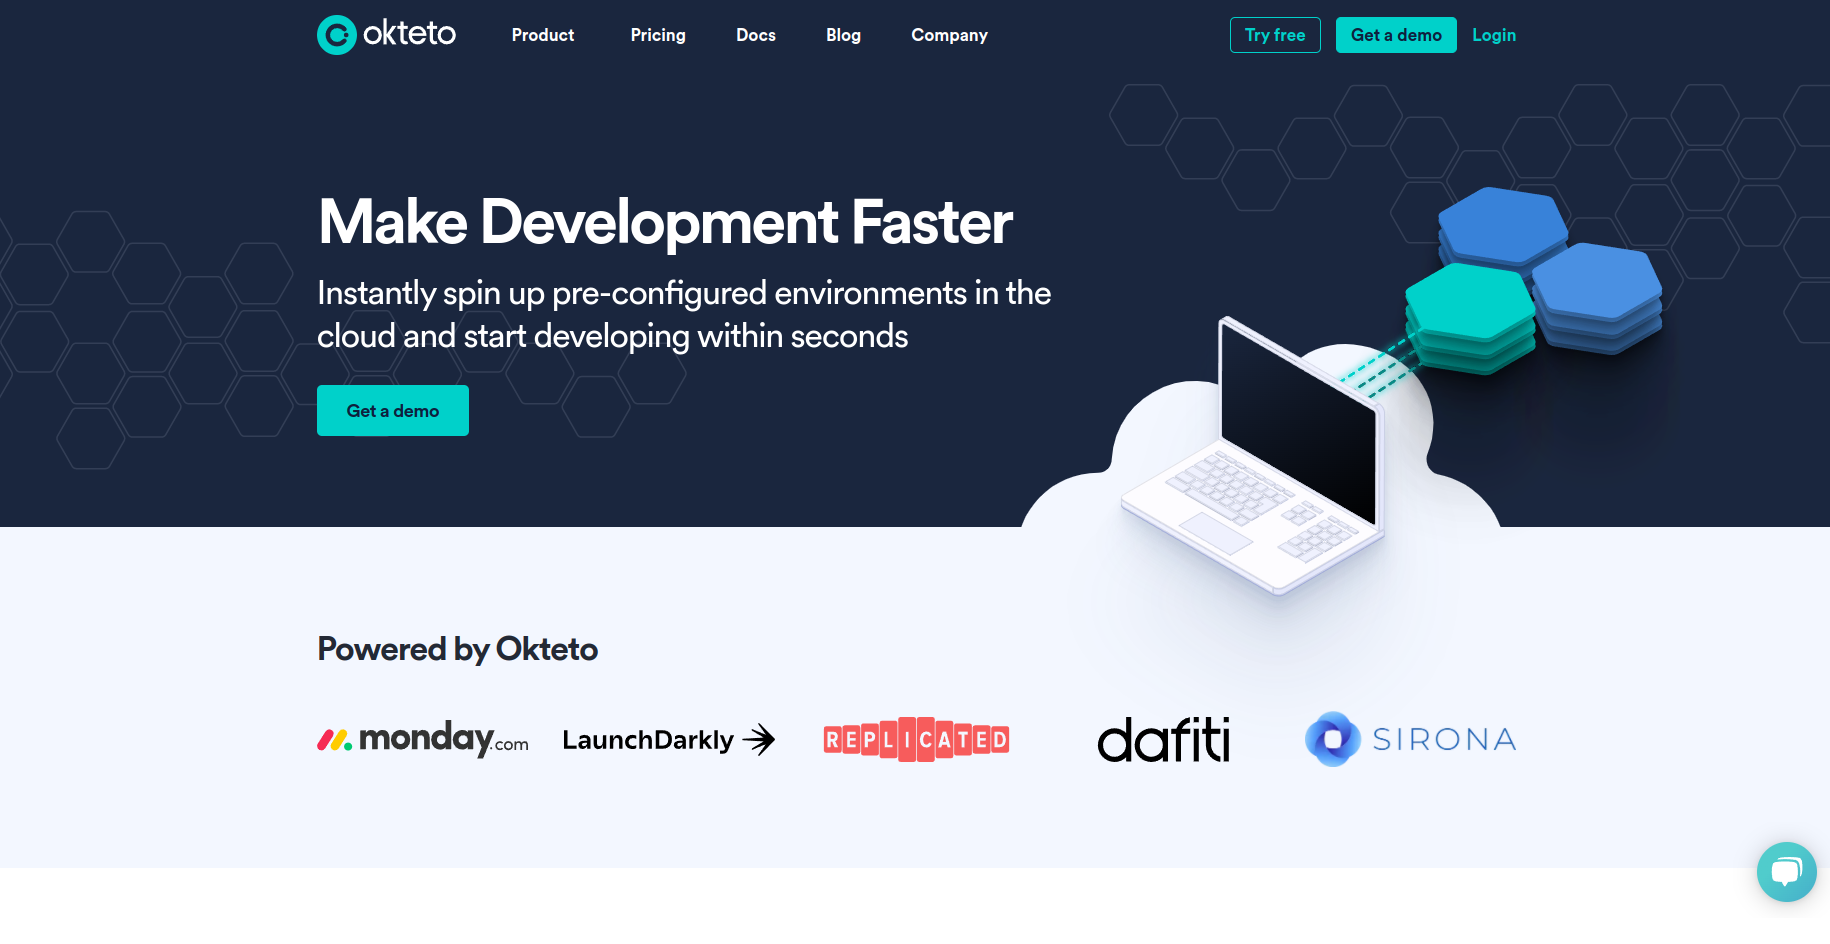 okteto Product Pricing Docs Blog Company Try free Get a demo Login
Make Development Faster
Instantly spin up pre-configured environments in the
cloud and start developing within seconds
Get a demo
Powered by Okteto
monday.com LaunchDarkly REPLICATED dafiti SIRONA